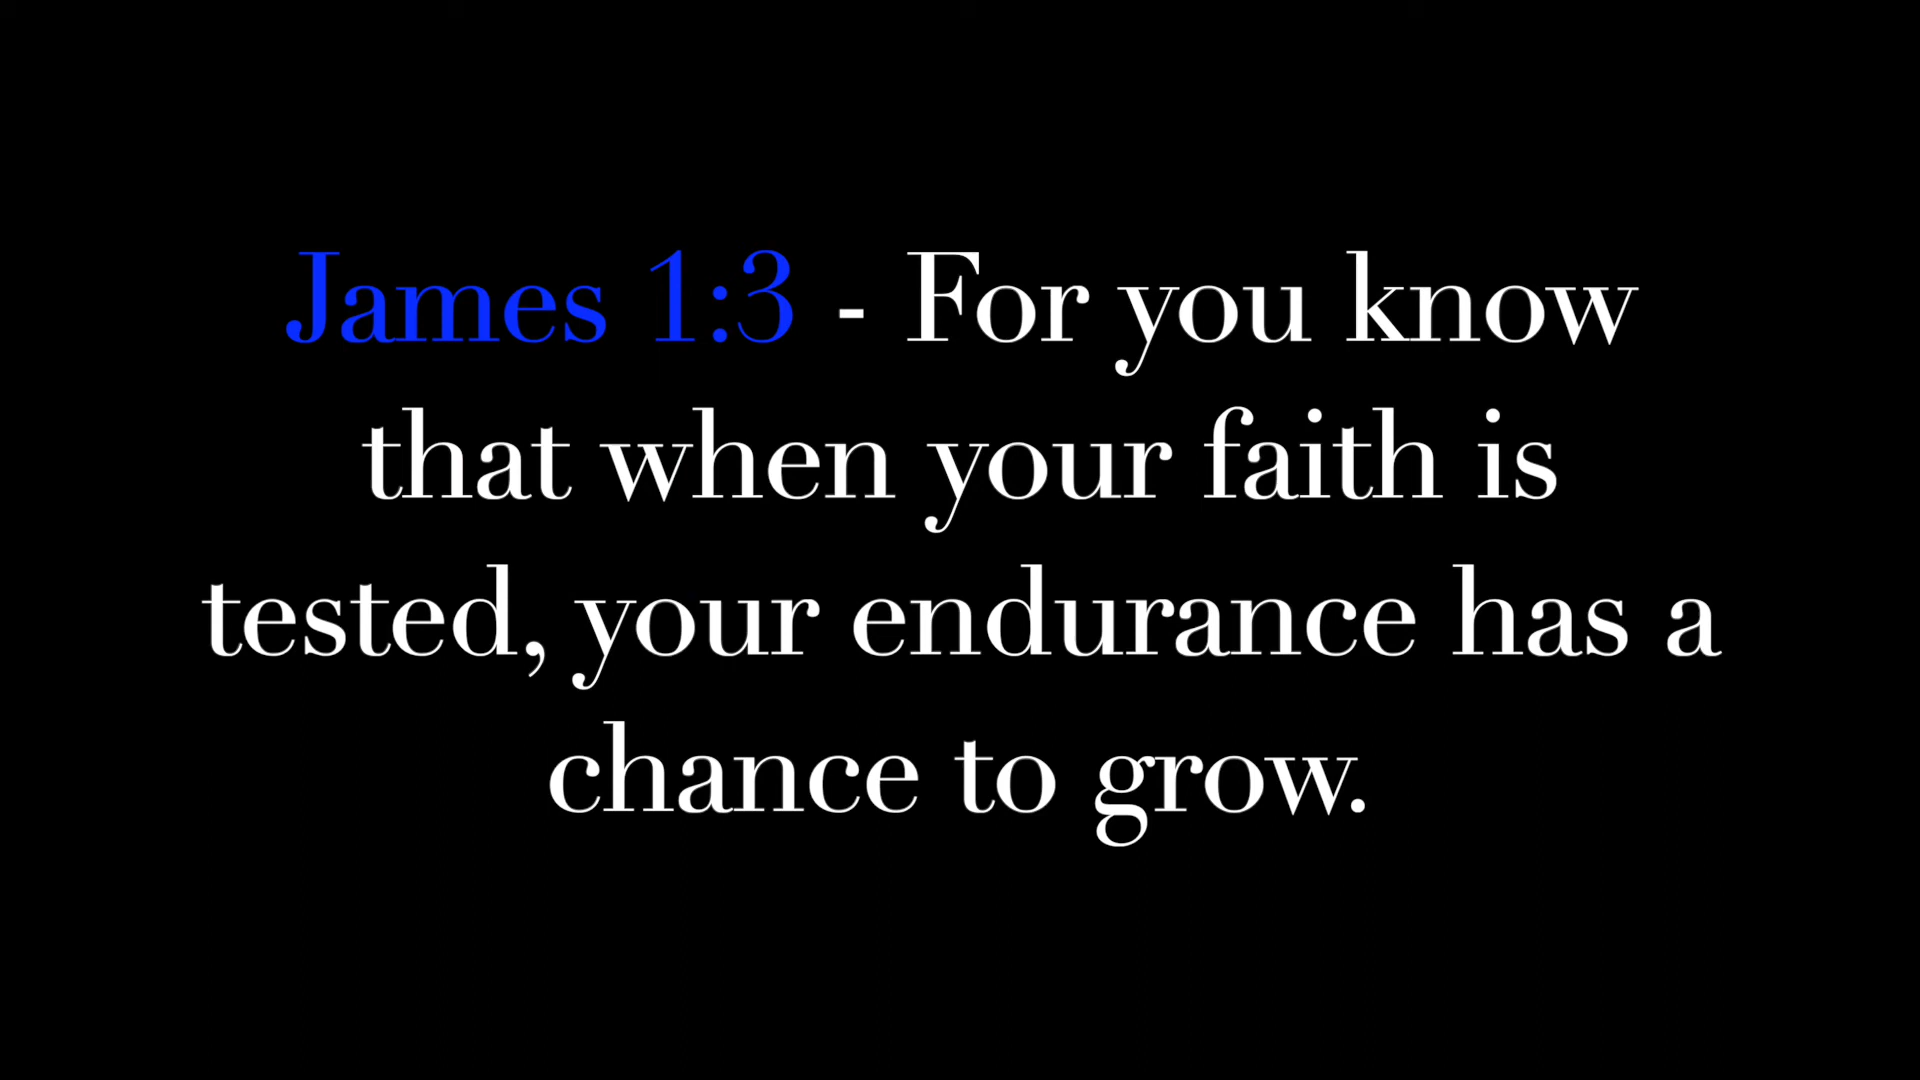 James 1:3 - For you know
that when your faith is
tested, your endurance has a
chance to grow.